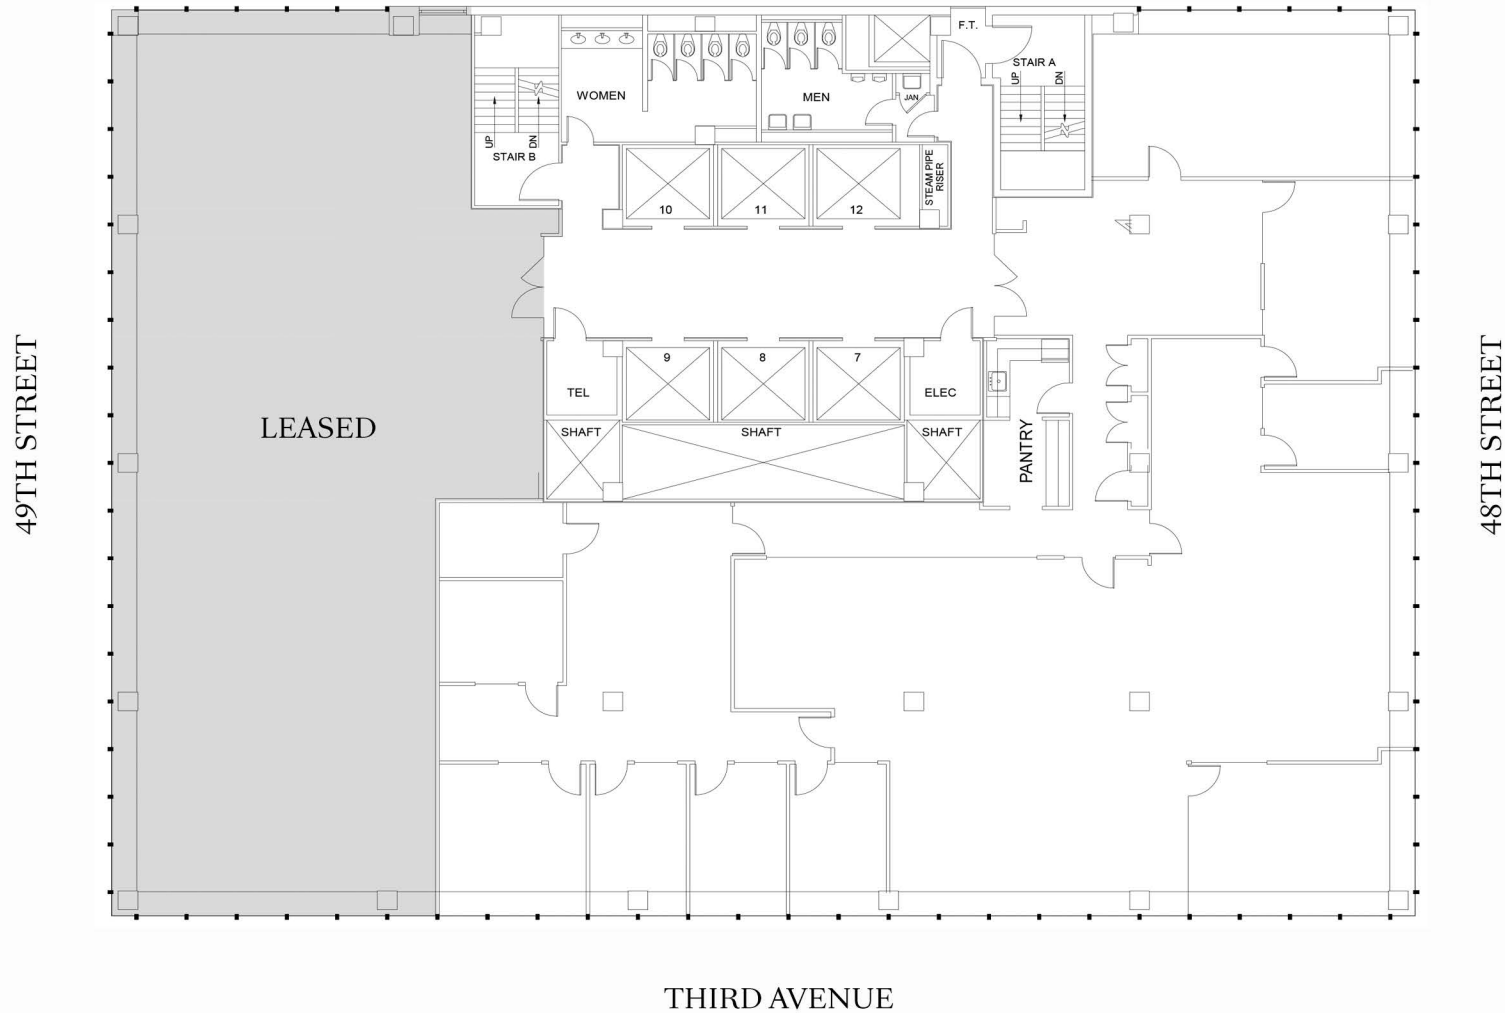 F.T.
STAIR A
UP
DN
WOMEN
MEN
JAN
UP
DN
STAIR B
STEAM PIPE
RISER
10
11
12
9
8
7
TEL
ELEC
SHAFT
SHAFT
SHAFT
PANTRY
LEASED
49TH STREET
48TH STREET
THIRD AVENUE